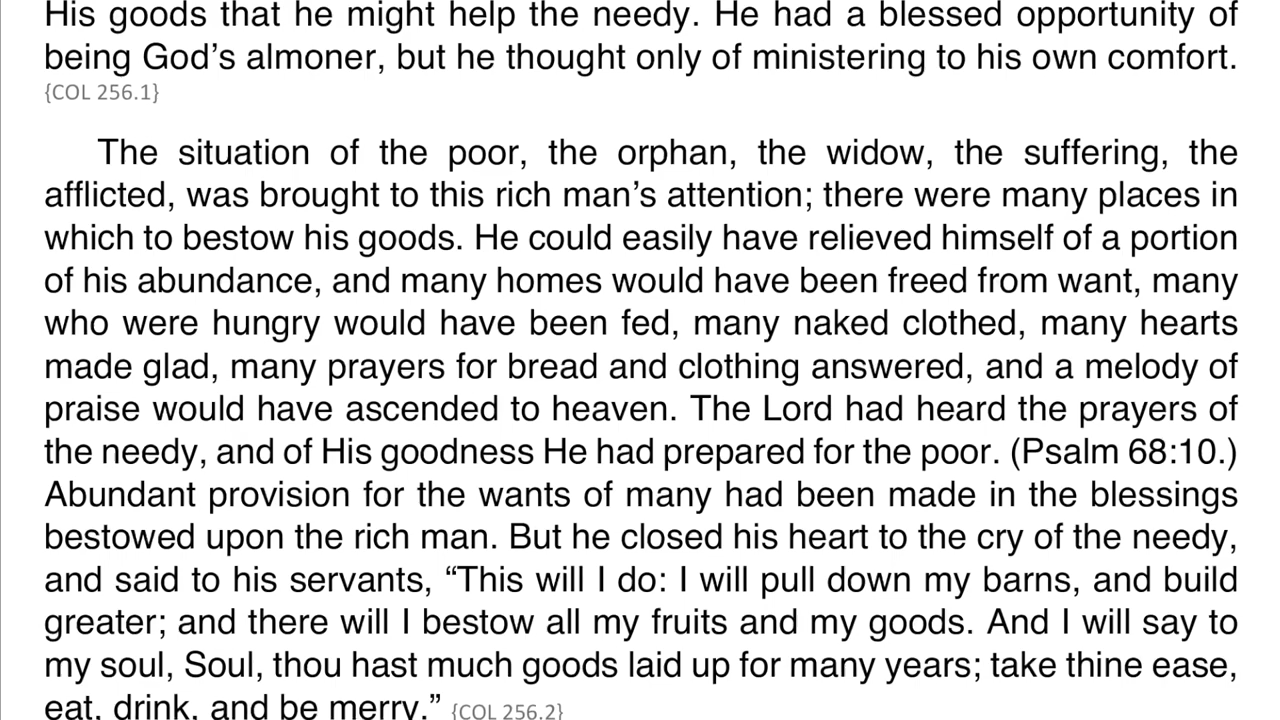 His goods that he might help the needy. He had a blessed opportunity of
being God’s almoner, but he thought only of ministering to his own comfort.
{COL 256.1}
The situation of the poor, the orphan, the widow, the suffering, the
afflicted, was brought to this rich man’s attention; there were many places in
which to bestow his goods. He could easily have relieved himself of a portion
of his abundance, and many homes would have been freed from want, many
who were hungry would have been fed, many naked clothed, many hearts
made glad, many prayers for bread and clothing answered, and a melody of
praise would have ascended to heaven. The Lord had heard the prayers of
the needy, and of His goodness He had prepared for the poor. (Psalm 68:10.)
Abundant provision for the wants of many had been made in the blessings
bestowed upon the rich man. But he closed his heart to the cry of the needy,
and said to his servants, “This will I do: I will pull down my barns, and build
greater; and there will I bestow all my fruits and my goods. And I will say to
my soul, Soul, thou hast much goods laid up for many years; take thine ease,
eat, drink, and be merry.” {COL 256.2}